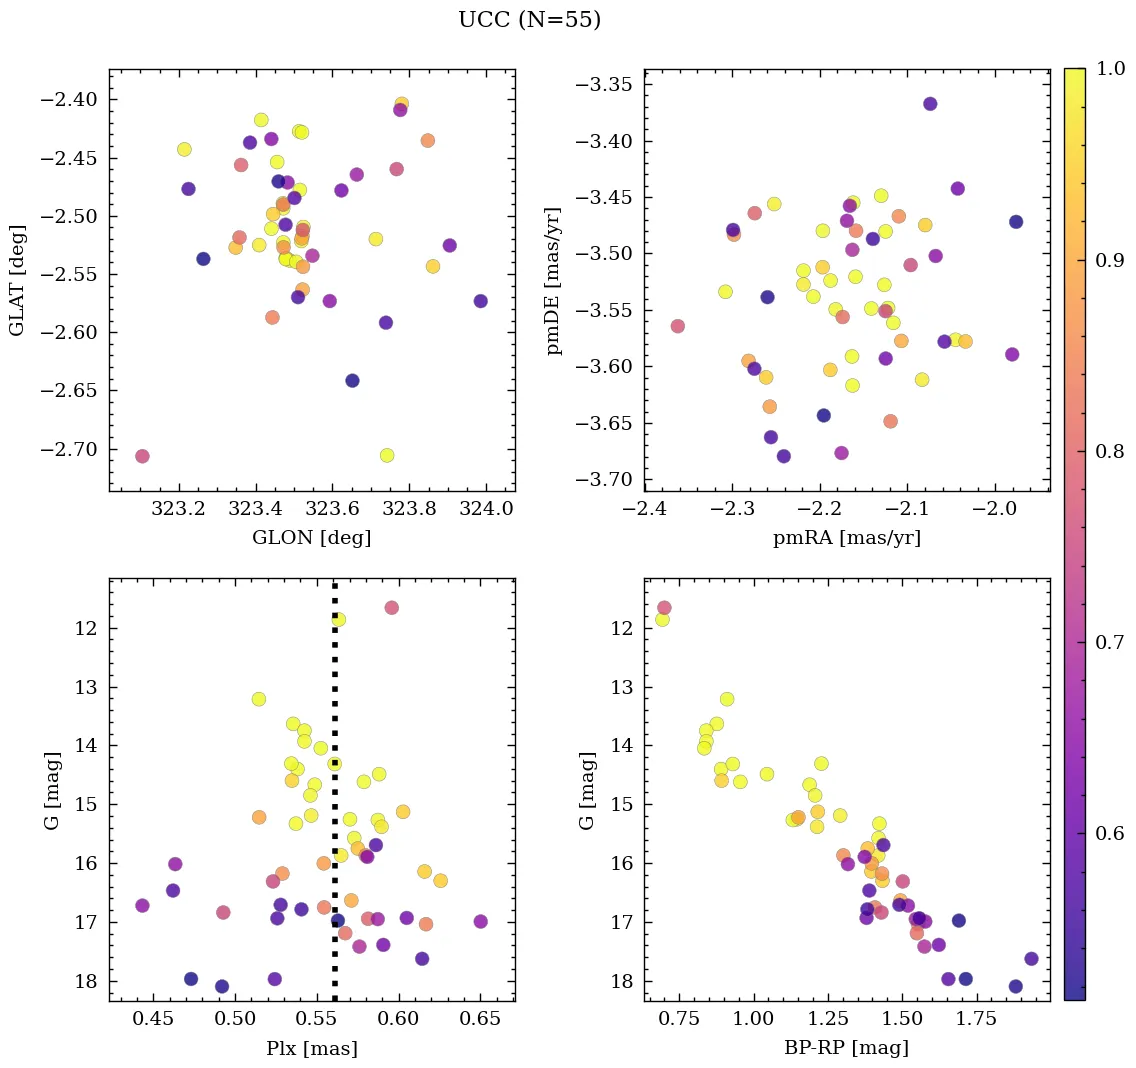 UCC (N=55)
−2.40
−2.45
−2.50
−2.55
−2.60
−2.65
−2.70
GLAT [deg]
323.2 323.4 323.6 323.8 324.0
GLON [deg]
−3.35
−3.40
−3.45
−3.50
−3.55
−3.60
−3.65
−3.70
pmDE [mas/yr]
−2.4 −2.3 −2.2 −2.1 −2.0
pmRA [mas/yr]
1.0
0.9
0.8
0.7
0.6
12
13
14
15
16
17
18
G [mag]
0.45 0.50 0.55 0.60 0.65
Plx [mas]
12
13
14
15
16
17
18
G [mag]
0.75 1.00 1.25 1.50 1.75
BP-RP [mag]